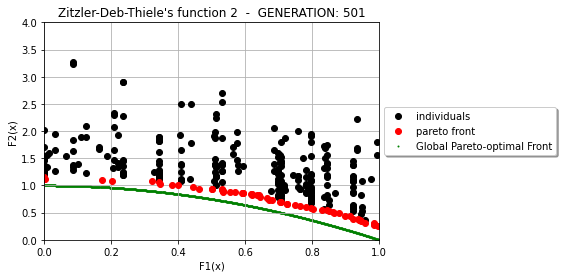 Zitzler-Deb-Thiele's function 2 - GENERATION: 501
4.0
3.5
3.0
2.5
2.0
1.5
1.0
0.5
0.0
F2(x)
0.0 0.2 0.4 0.6 0.8 1.0
F1(x)
individuals
pareto front
Global Pareto-optimal Front